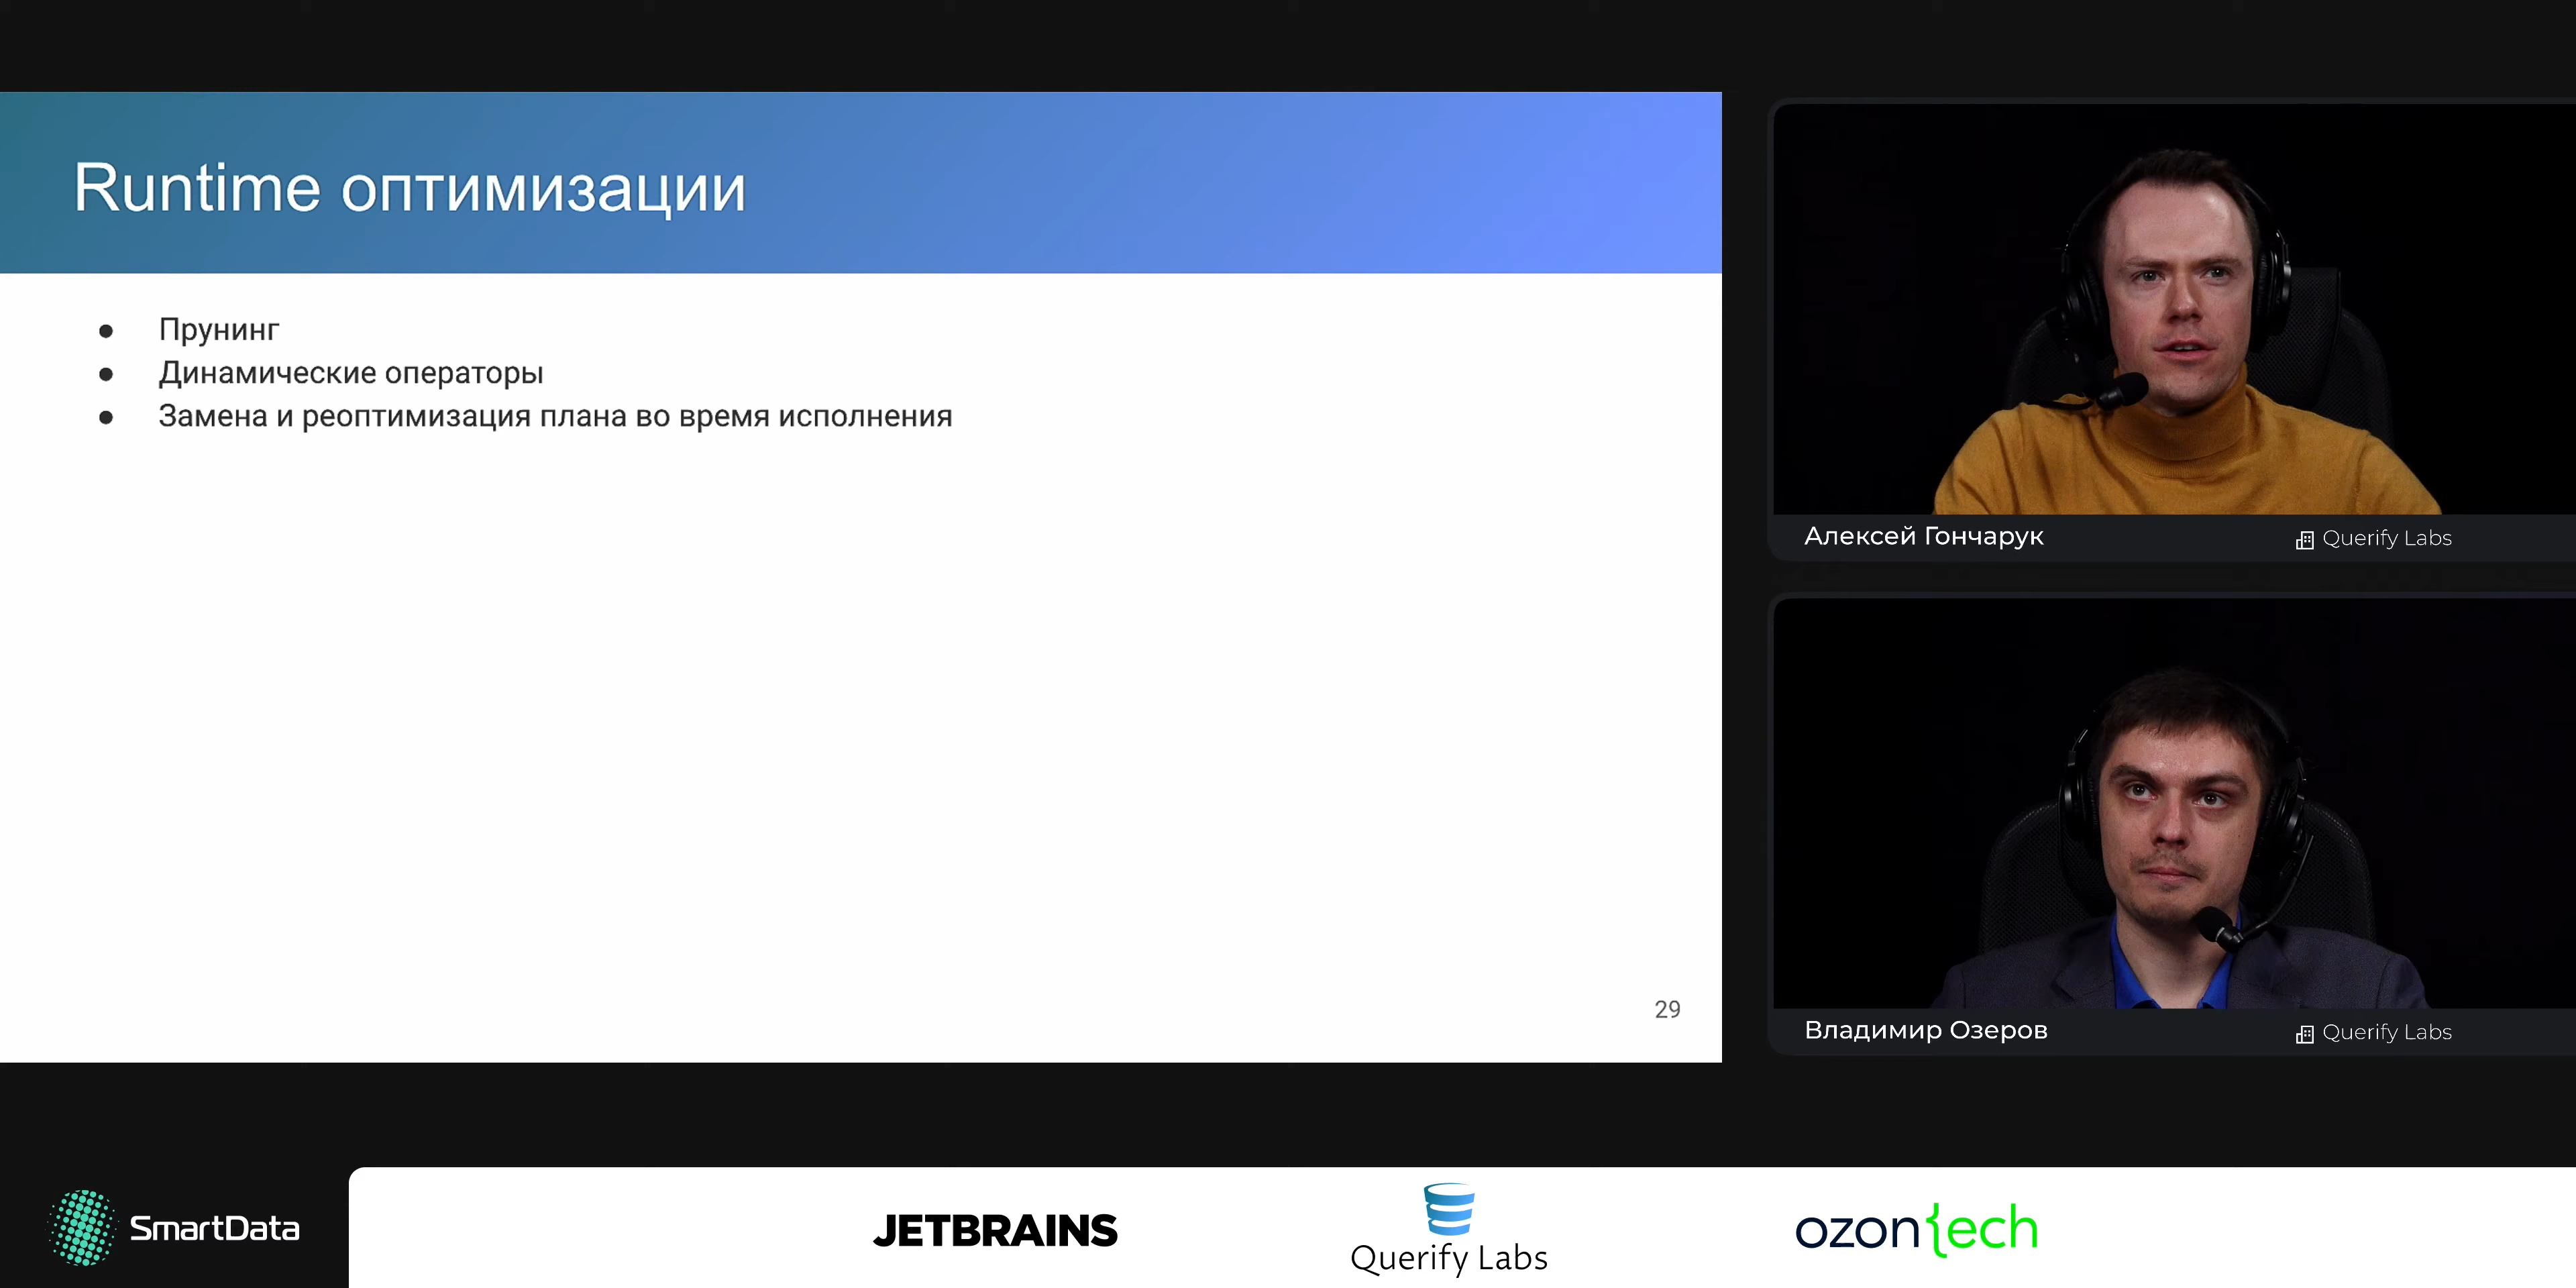 Runtime оптимизации
● Прунинг
● Динамические операторы
● Замена и реоптимизация плана во время исполнения
29
Алексей Гончарук
Querify Labs
Владимир Озеров
Querify Labs
SmartData
JETBRAINS
Querify Labs
ozon{ech